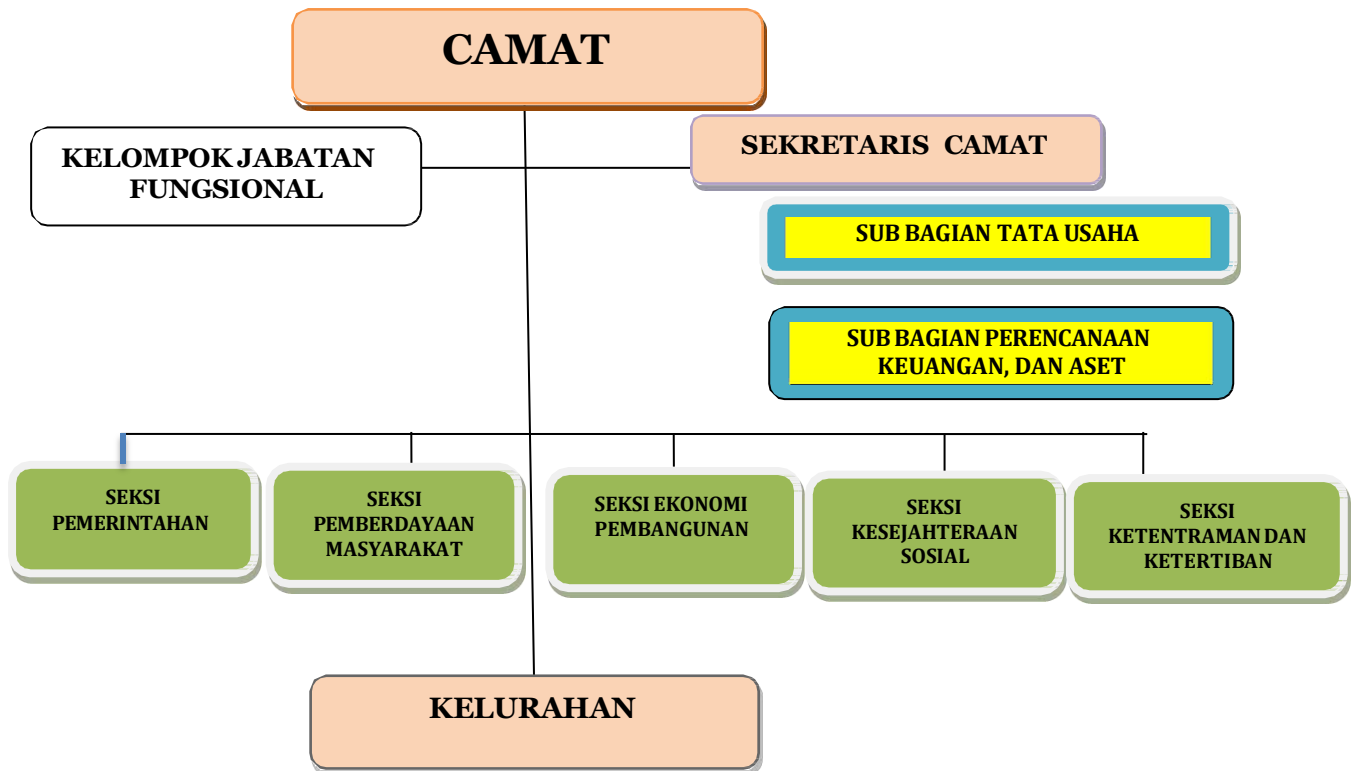 CAMAT
KELOMPOK JABATAN
FUNGSIONAL
SEKRETARIS CAMAT
SUB BAGIAN TATA USAHA
SUB BAGIAN PERENCANAAN
KEUANGAN, DAN ASET
SEKSI
PEMERINTAHAN
SEKSI
PEMBERDAYAAN
MASYARAKAT
SEKSI EKONOMI
PEMBANGUNAN
SEKSI
KESEJAHTERAAN
SOSIAL
SEKSI
KETENTRAMAN DAN
KETERTIBAN
KELURAHAN